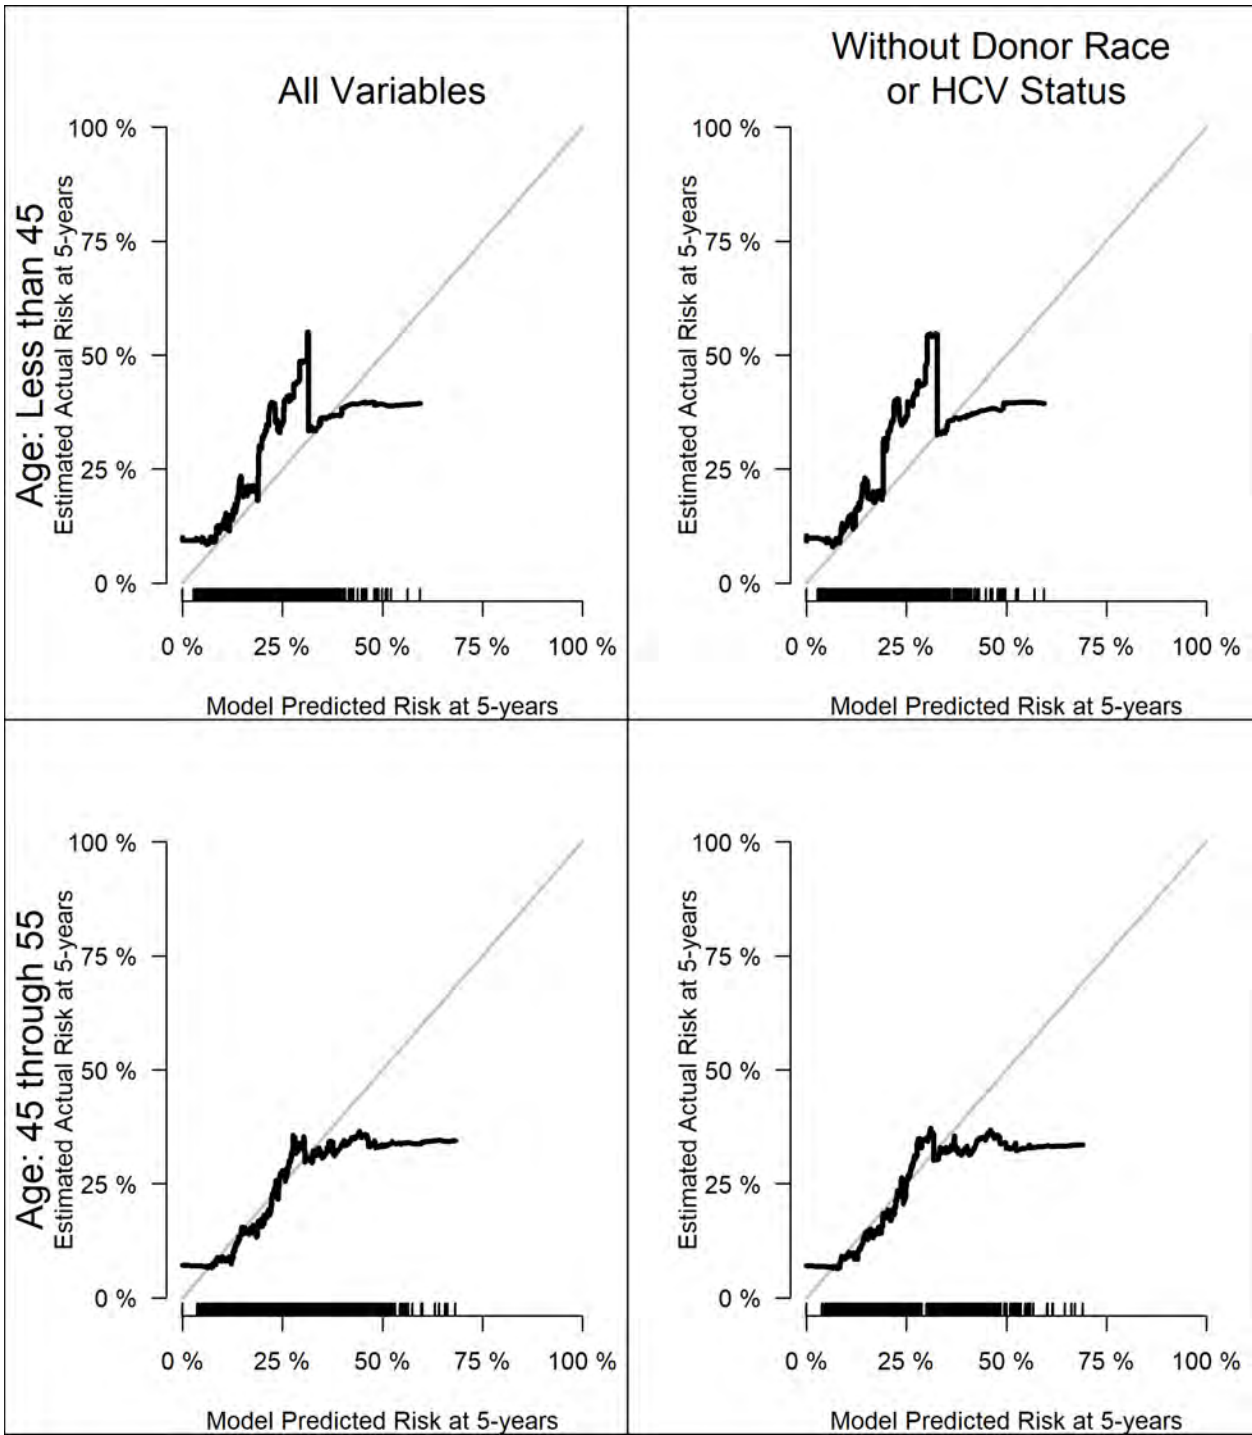 All Variables
Without Donor Race
or HCV Status
Age: Less than 45
Estimated Actual Risk at 5-years
100 %
75 %
50 %
25 %
0 %
0 % 25 % 50 % 75 % 100 %
Model Predicted Risk at 5-years
Estimated Actual Risk at 5-years
100 %
75 %
50 %
25 %
0 %
0 % 25 % 50 % 75 % 100 %
Model Predicted Risk at 5-years
Age: 45 through 55
Estimated Actual Risk at 5-years
100 %
75 %
50 %
25 %
0 %
0 % 25 % 50 % 75 % 100 %
Model Predicted Risk at 5-years
Estimated Actual Risk at 5-years
100 %
75 %
50 %
25 %
0 %
0 % 25 % 50 % 75 % 100 %
Model Predicted Risk at 5-years